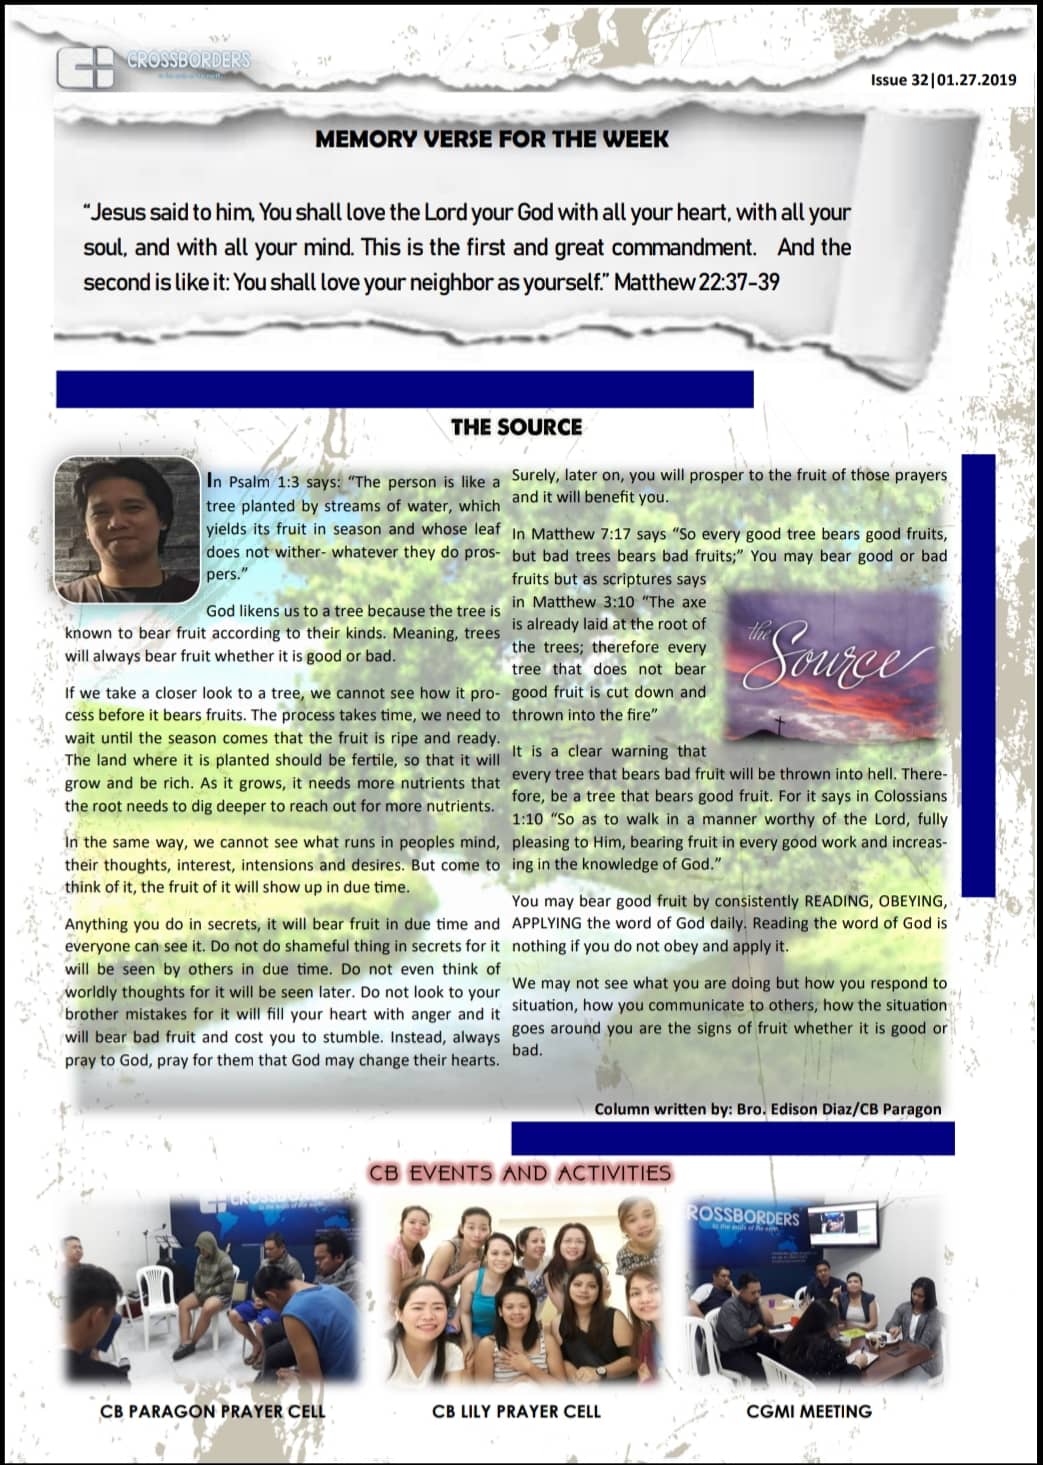 CROSSBORDERS
to the ends of the earth
Issue 32|01.27.2019
MEMORY VERSE FOR THE WEEK
“Jesus said to him, You shall love the Lord your God with all your heart, with all your
soul, and with all your mind. This is the first and great commandment. And the
second is like it: You shall love your neighbor as yourself.” Matthew 22:37-39
THE SOURCE
In Psalm 1:3 says: “The person is like a
tree planted by streams of water, which
yields its fruit in season and whose leaf
does not wither- whatever they do pros-
pers.”
God likens us to a tree because the tree is
known to bear fruit according to their kinds. Meaning, trees
will always bear fruit whether it is good or bad.
If we take a closer look to a tree, we cannot see how it pro-
cess before it bears fruits. The process takes time, we need to
wait until the season comes that the fruit is ripe and ready.
The land where it is planted should be fertile, so that it will
grow and be rich. As it grows, it needs more nutrients that
the root needs to dig deeper to reach out for more nutrients.
In the same way, we cannot see what runs in peoples mind,
their thoughts, interest, intensions and desires. But come to
think of it, the fruit of it will show up in due time.
Anything you do in secrets, it will bear fruit in due time and
everyone can see it. Do not do shameful thing in secrets for it
will be seen by others in due time. Do not even think of
worldly thoughts for it will be seen later. Do not look to your
brother mistakes for it will fill your heart with anger and it
will bear bad fruit and cost you to stumble. Instead, always
pray to God, pray for them that God may change their hearts.
Surely, later on, you will prosper to the fruit of those prayers
and it will benefit you.
In Matthew 7:17 says “So every good tree bears good fruits,
but bad trees bears bad fruits;” You may bear good or bad
fruits but as scriptures says
in Matthew 3:10 “The axe
is already laid at the root of
the trees; therefore every
tree that does not bear
good fruit is cut down and
thrown into the fire”
the Source
It is a clear warning that
every tree that bears bad fruit will be thrown into hell. There-
fore, be a tree that bears good fruit. For it says in Colossians
1:10 “So as to walk in a manner worthy of the Lord, fully
pleasing to Him, bearing fruit in every good work and increas-
ing in the knowledge of God.”
You may bear good fruit by consistently READING, OBEYING,
APPLYING the word of God daily. Reading the word of God is
nothing if you do not obey and apply it.
We may not see what you are doing but how you respond to
situation, how you communicate to others, how the situation
goes around you are the signs of fruit whether it is good or
bad.
Column written by: Bro. Edison Diaz/CB Paragon
CB EVENTS AND ACTIVITIES
CROSSBORDERS
ROSSBORDERS
to the ends of the earth
CB PARAGON PRAYER CELL
CB LILY PRAYER CELL
CGMI MEETING